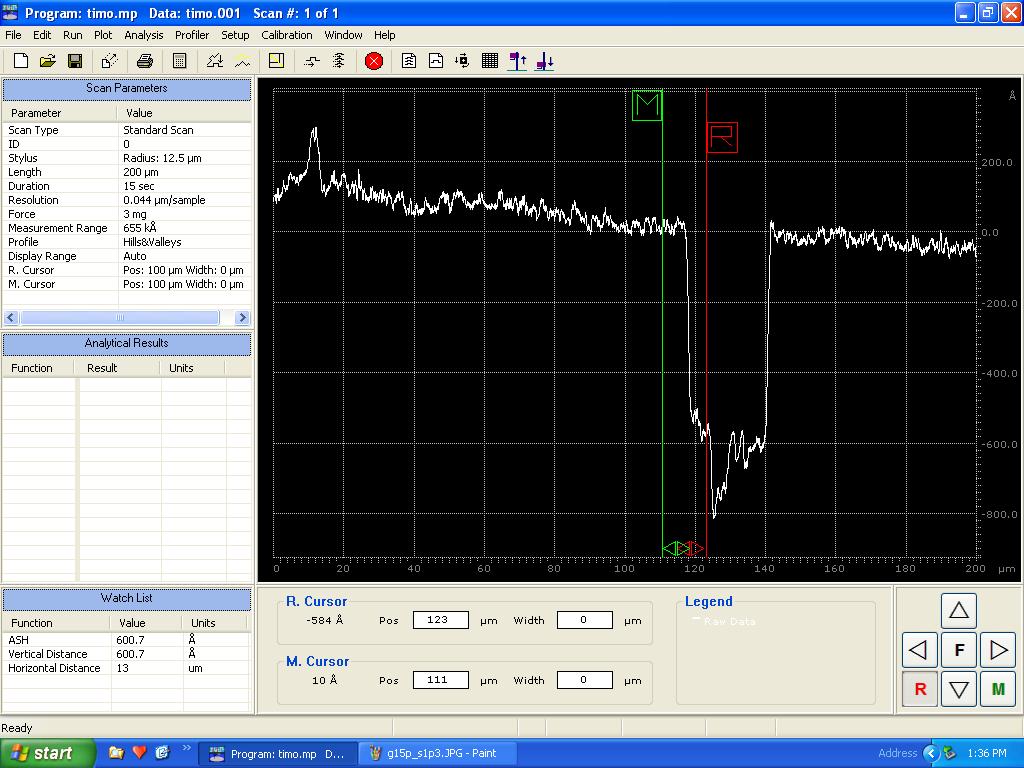 Program: timo.mp   Data: timo.001   Scan #: 1 of 1
File Edit Run Plot Analysis Profiler Setup Calibration Window Help
Scan Parameters
Parameter Value
Scan Type Standard Scan
ID 0
Stylus Radius: 12.5 µm
Length 200 µm
Duration 15 sec
Resolution 0.044 µm/sample
Force 3 mg
Measurement Range 655 kÅ
Profile Hills&Valleys
Display Range Auto
R. Cursor Pos: 100 µm Width: 0 µm
M. Cursor Pos: 100 µm Width: 0 µm
Analytical Results
Function Result Units
Watch List
Function Value Units
ASH 600.7 Å
Vertical Distance 600.7 Å
Horizontal Distance 13 um
M
R
Å
200.0
0.0
-200.0
-400.0
-600.0
-800.0
0 20 40 60 80 100 120 140 160 180 200 µm
R. Cursor
-584 Å Pos 123 µm Width 0 µm
M. Cursor
10 Å Pos 111 µm Width 0 µm
Legend
Raw Data
F
R
M
Ready
start
Program: timo.mp D...
g15p_s1p3.JPG - Paint
Address
1:36 PM